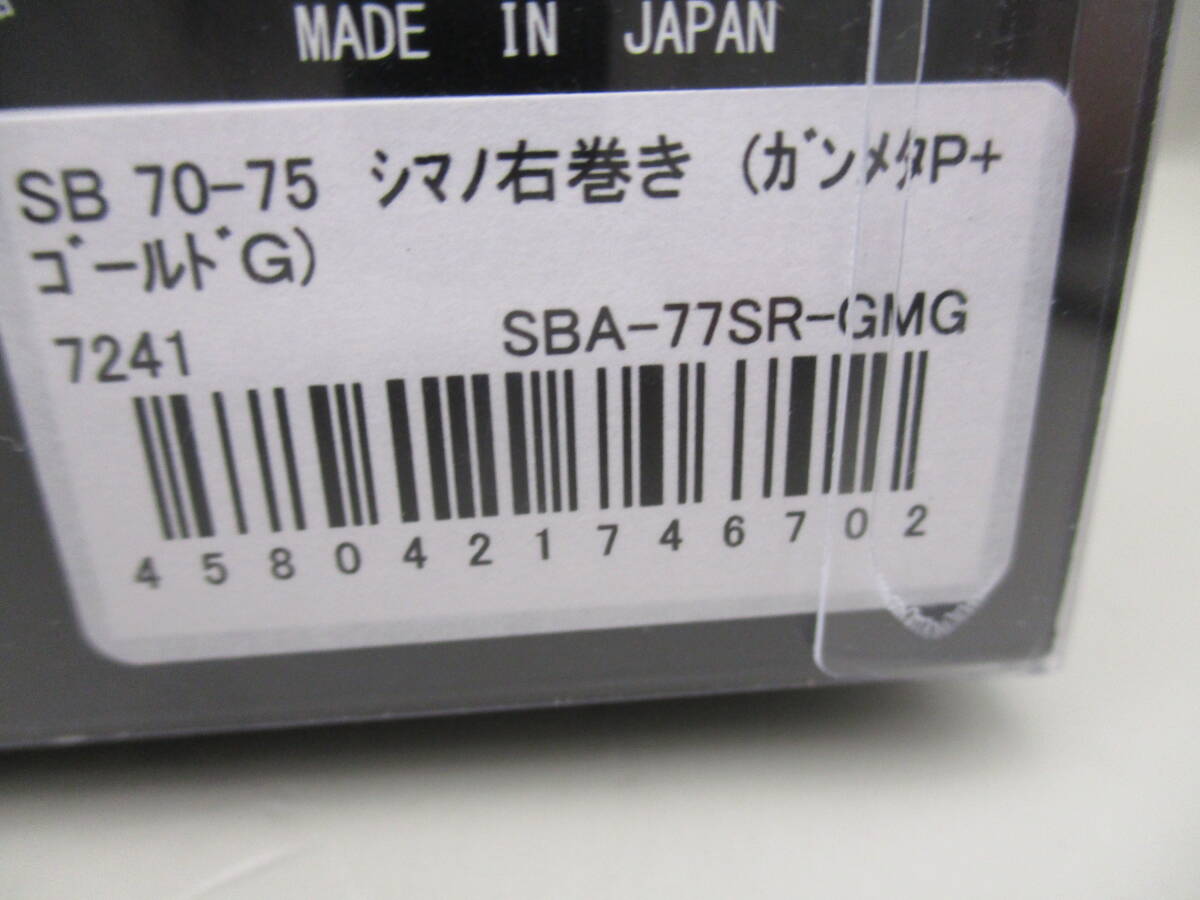 MADE IN JAPAN
SB 70-75 ｼﾏﾉ右巻き (ｶﾞﾝﾒﾀP+
ｺﾞｰﾙﾄﾞG)
7241 SBA-77SR-GMG
4580421746702